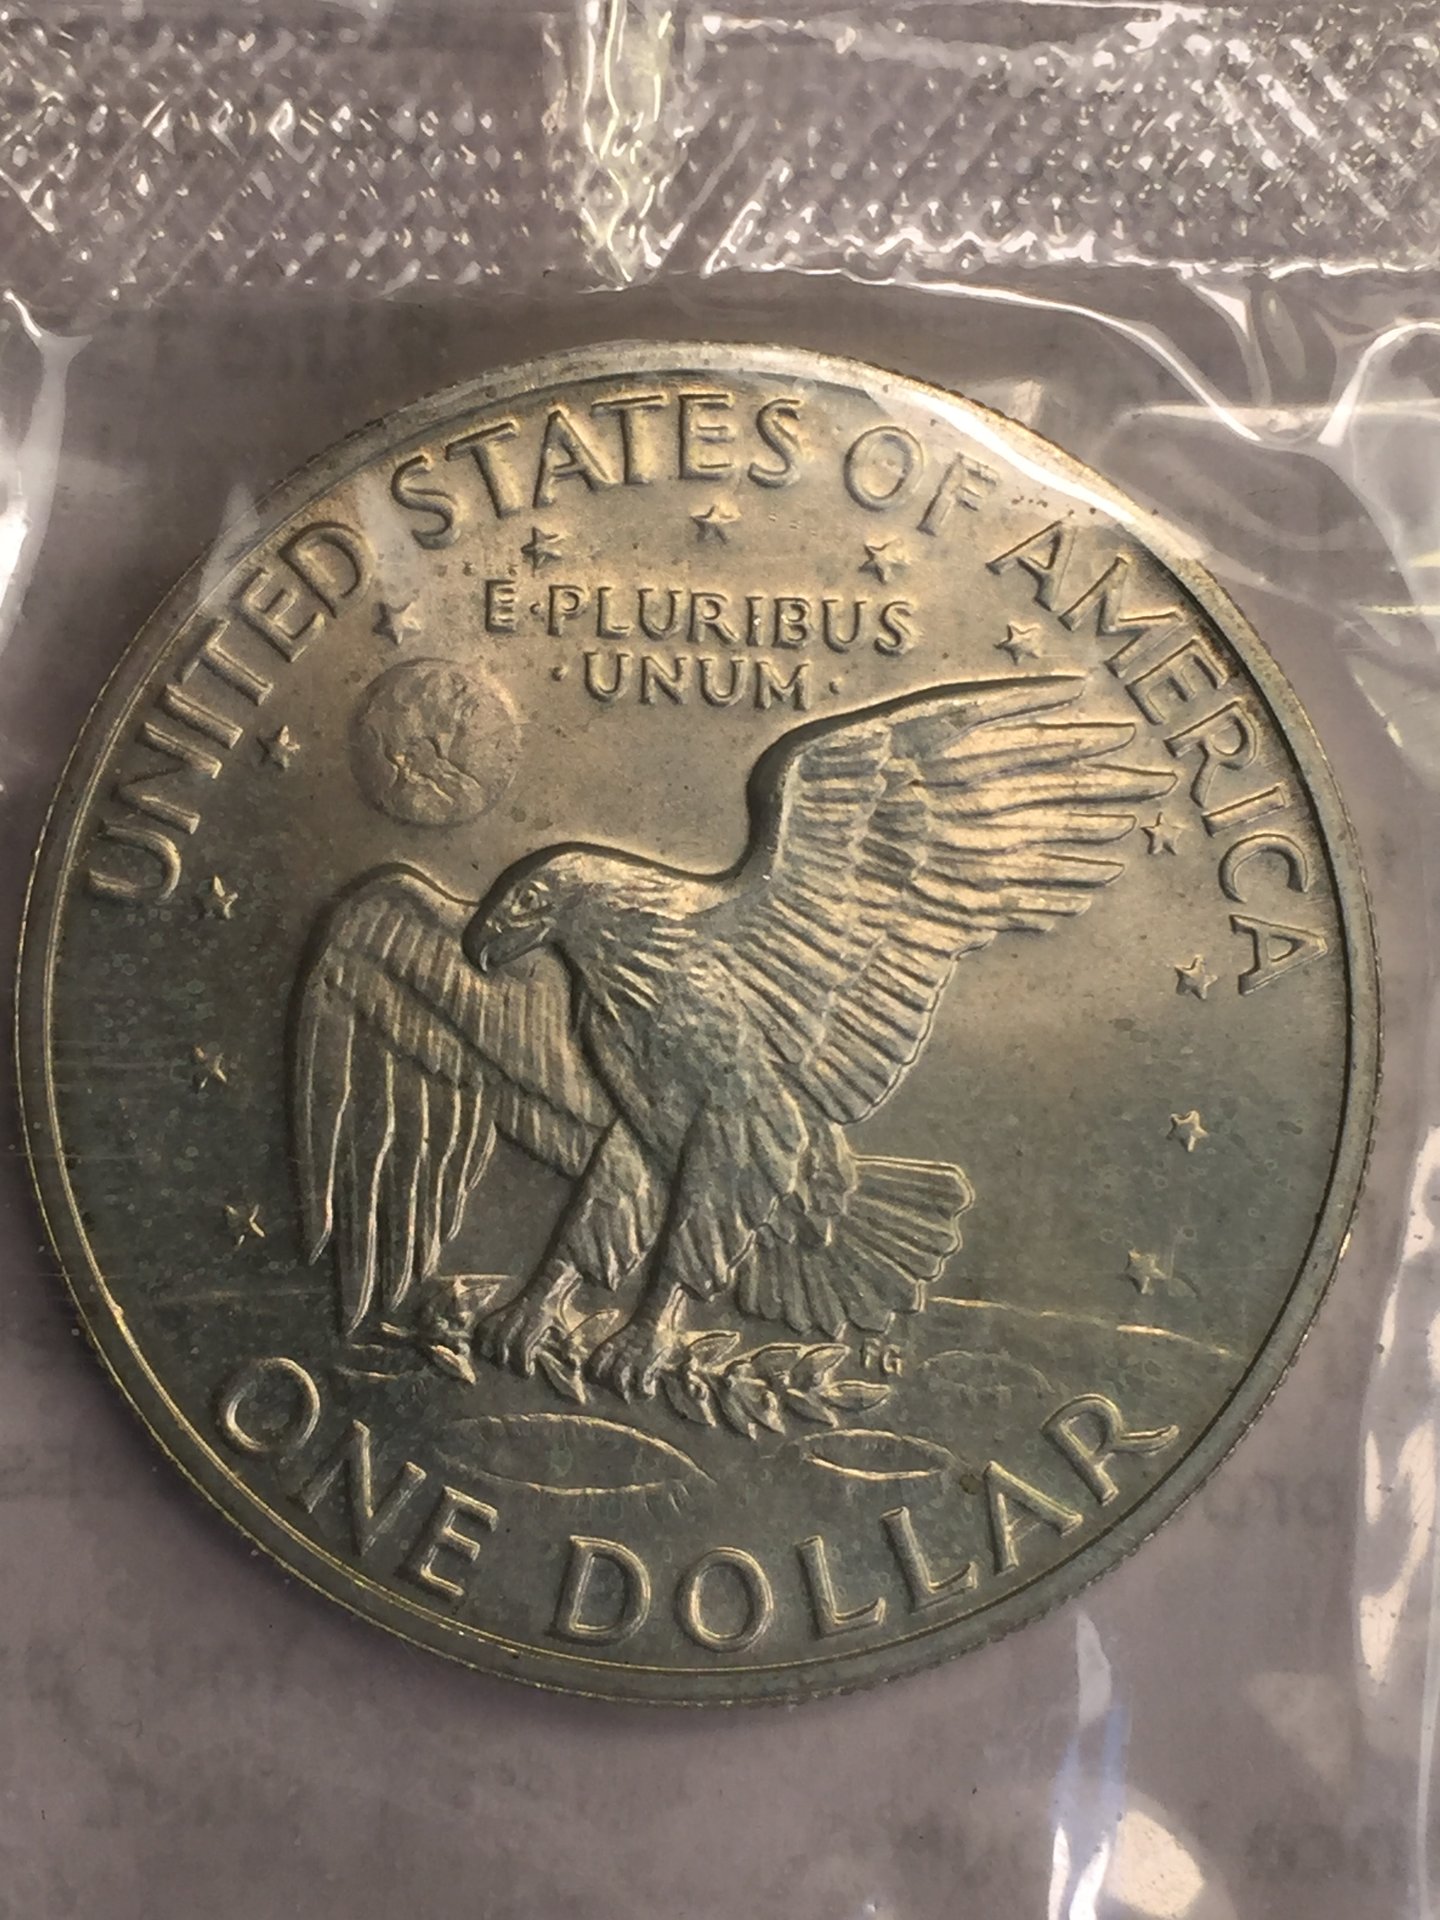 UNITED STATES OF AMERICA
E·PLURIBUS
·UNUM·
FG
ONE DOLLAR